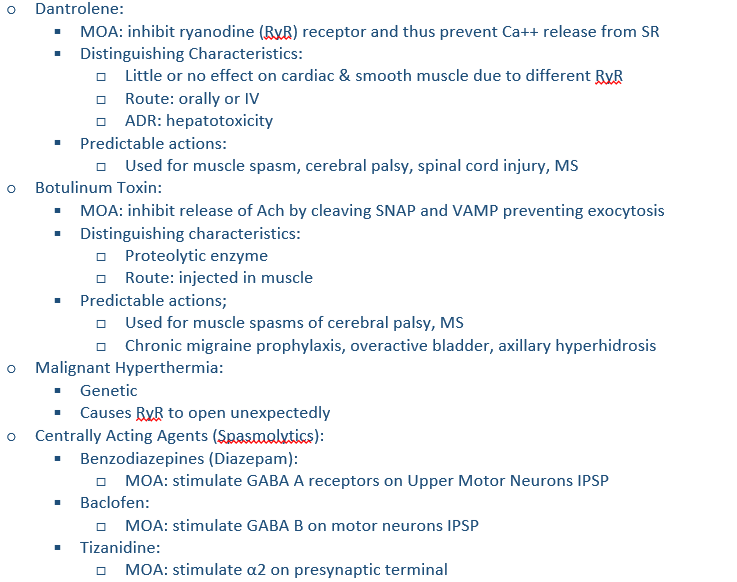 Dantrolene:
MOA: inhibit ryanodine (RyR) receptor and thus prevent Ca++ release from SR
Distinguishing Characteristics:
Little or no effect on cardiac & smooth muscle due to different RyR
Route: orally or IV
ADR: hepatotoxicity
Predictable actions:
Used for muscle spasm, cerebral palsy, spinal cord injury, MS
Botulinum Toxin:
MOA: inhibit release of Ach by cleaving SNAP and VAMP preventing exocytosis
Distinguishing characteristics:
Proteolytic enzyme
Route: injected in muscle
Predictable actions;
Used for muscle spasms of cerebral palsy, MS
Chronic migraine prophylaxis, overactive bladder, axillary hyperhidrosis
Malignant Hyperthermia:
Genetic
Causes RyR to open unexpectedly
Centrally Acting Agents (Spasmolytics):
Benzodiazepines (Diazepam):
MOA: stimulate GABA A receptors on Upper Motor Neurons IPSP
Baclofen:
MOA: stimulate GABA B on motor neurons IPSP
Tizanidine:
MOA: stimulate α2 on presynaptic terminal